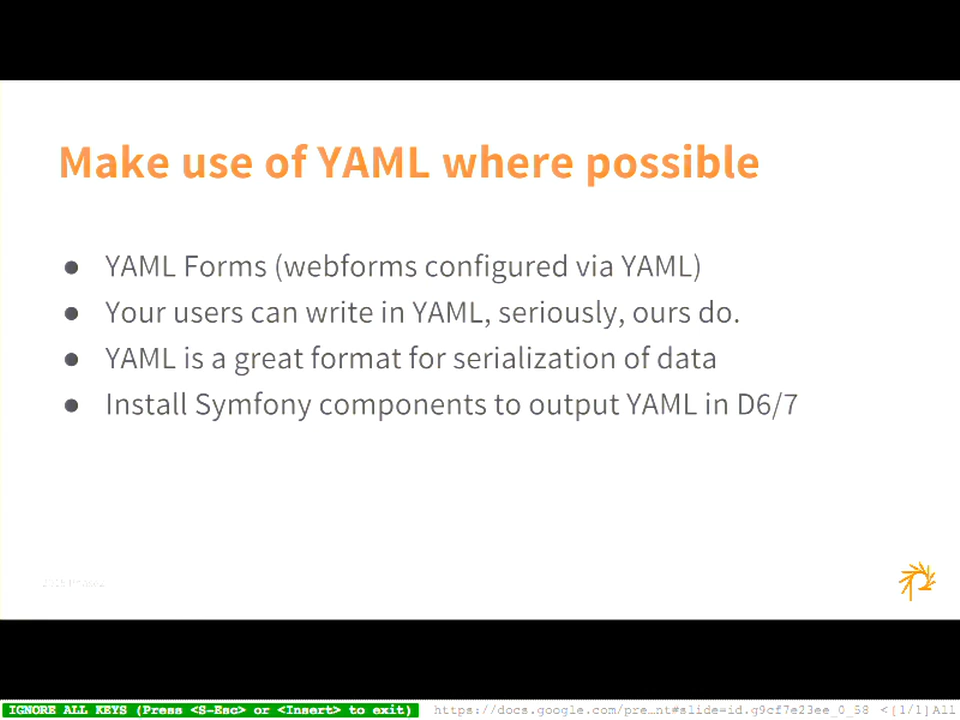 Make use of YAML where possible
● YAML Forms (webforms configured via YAML)
● Your users can write in YAML, seriously, ours do.
● YAML is a great format for serialization of data
● Install Symfony components to output YAML in D6/7
IGNORE ALL KEYS (Press <S-Esc> or <Insert> to exit) https://docs.google.com/pre…nt#slide=id.g9cf7e23ee_0_58 <{1/1]All